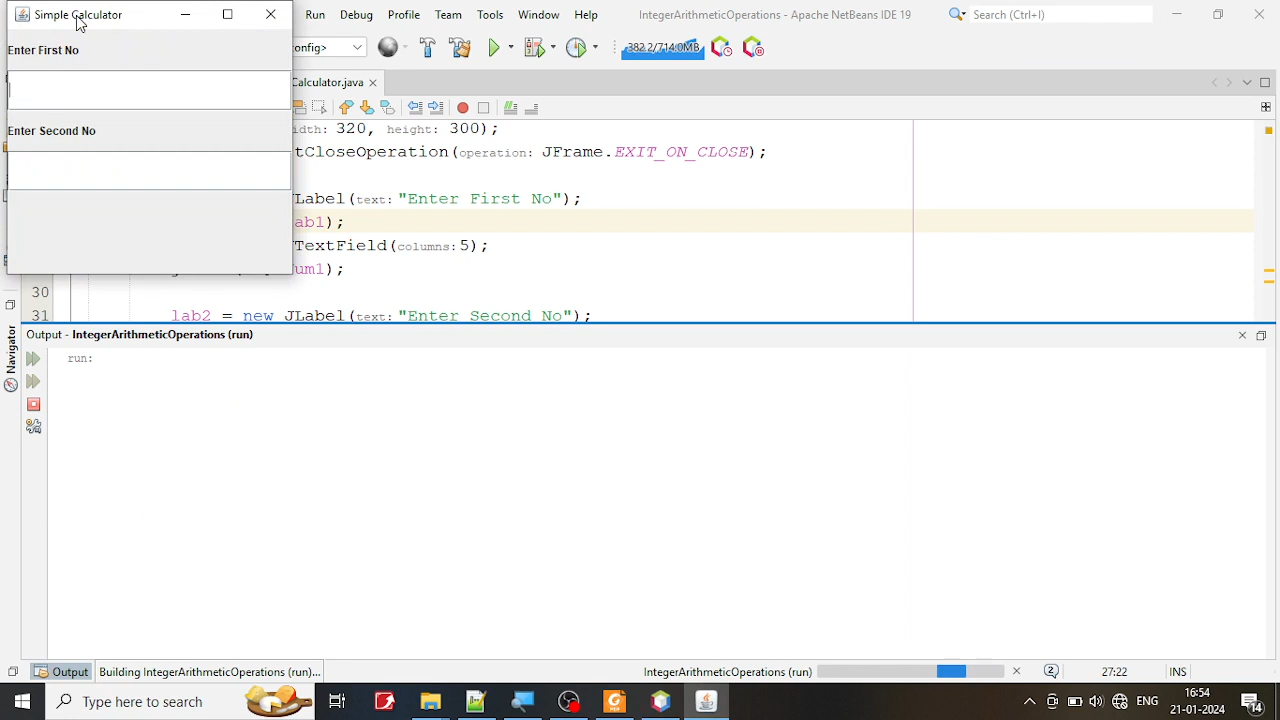 Simple Calculator
Run Debug Profile Team Tools Window Help
IntegerArithmeticOperations - Apache NetBeans IDE 19
Search (Ctrl+I)
Enter First No
onfig>
382.2/714.0MB
Calculator.java
Enter Second No
idth: 320, height: 300);
tCloseOperation(operation: JFrame.EXIT_ON_CLOSE);
Label(text: "Enter First No");
ab1);
TextField(columns: 5);
um1);
30
31 lab2 = new JLabel(text: "Enter Second No");
Navigator
Output - IntegerArithmeticOperations (run)
run:
Output
Building IntegerArithmeticOperations (run)...
IntegerArithmeticOperations (run)
2
27:22
INS
Type here to search
ENG
16:54
21-01-2024
14